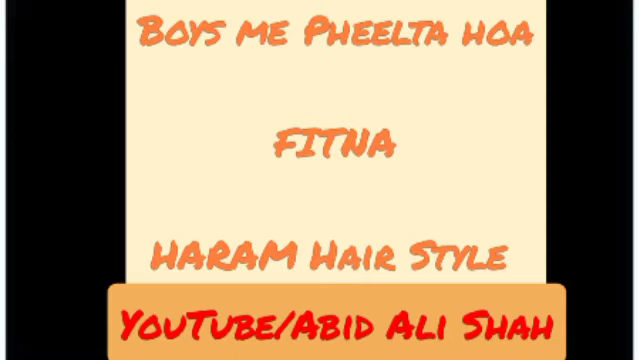 Boys me Pheelta hoa
FITNA
HARAM Hair Style
YouTube/Abid Ali Shah